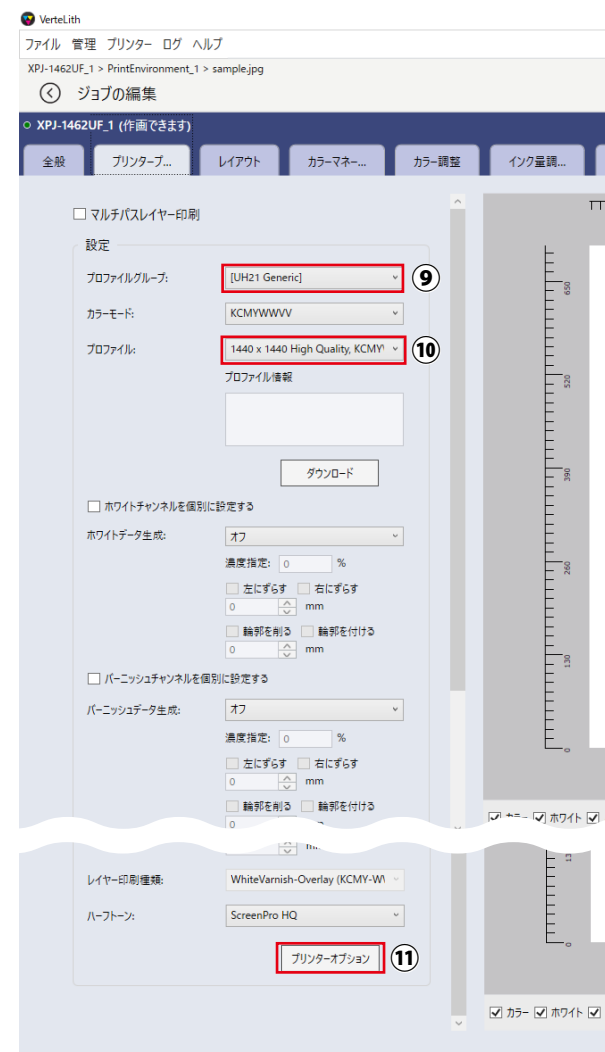 VerteLith
ファイル 管理 プリンター ログ ヘルプ
XPJ-1462UF_1 > PrintEnvironment_1 > sample.jpg
ジョブの編集
XPJ-1462UF_1 (作画できます)
全般 プリンタープ... レイアウト カラーマネー... カラー調整 インク量調...
マルチパスレイヤー印刷
設定
プロファイルグループ: [UH21 Generic] ⑨
カラーモード: KCMYWWVV
プロファイル: 1440 x 1440 High Quality, KCMY ⑩
プロファイル情報
ダウンロード
ホワイトチャンネルを個別に設定する
ホワイトデータ生成: オフ
濃度指定: 0 %
左にずらす 右にずらす
0 mm
輪郭を削る 輪郭を付ける
0 mm
バーニッシュチャンネルを個別に設定する
バーニッシュデータ生成: オフ
濃度指定: 0 %
左にずらす 右にずらす
0 mm
輪郭を削る 輪郭を付ける
レイヤー印刷種類: WhiteVarnish-Overlay (KCMY-W
ハーフトーン: ScreenPro HQ
プリンターオプション ⑪
650
520
390
260
130
0
ホワイト
0
カラー ホワイト